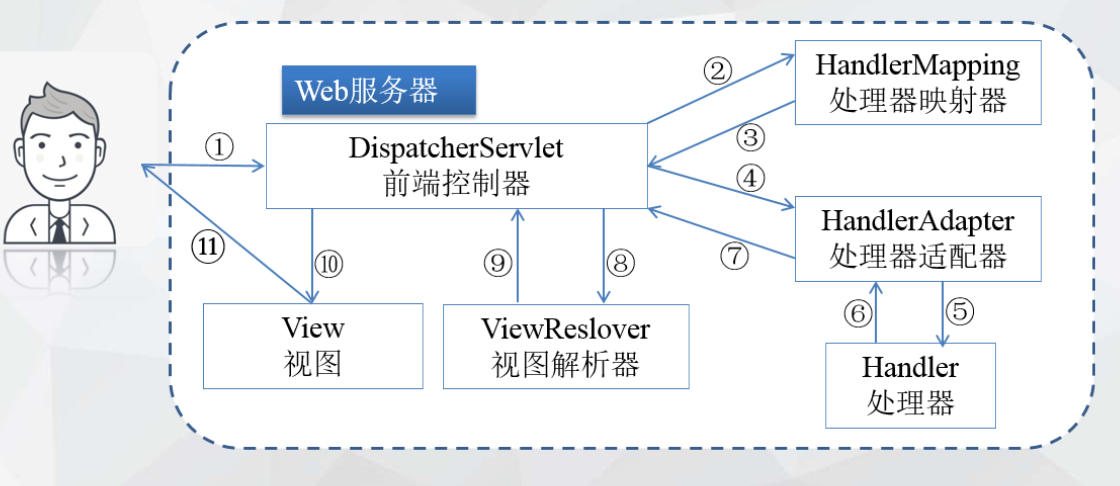 Web服务器
①
DispatcherServlet
前端控制器
②
③
HandlerMapping
处理器映射器
④
⑦
HandlerAdapter
处理器适配器
⑥
⑤
Handler
处理器
⑪
⑩
⑨
⑧
View
视图
ViewReslover
视图解析器